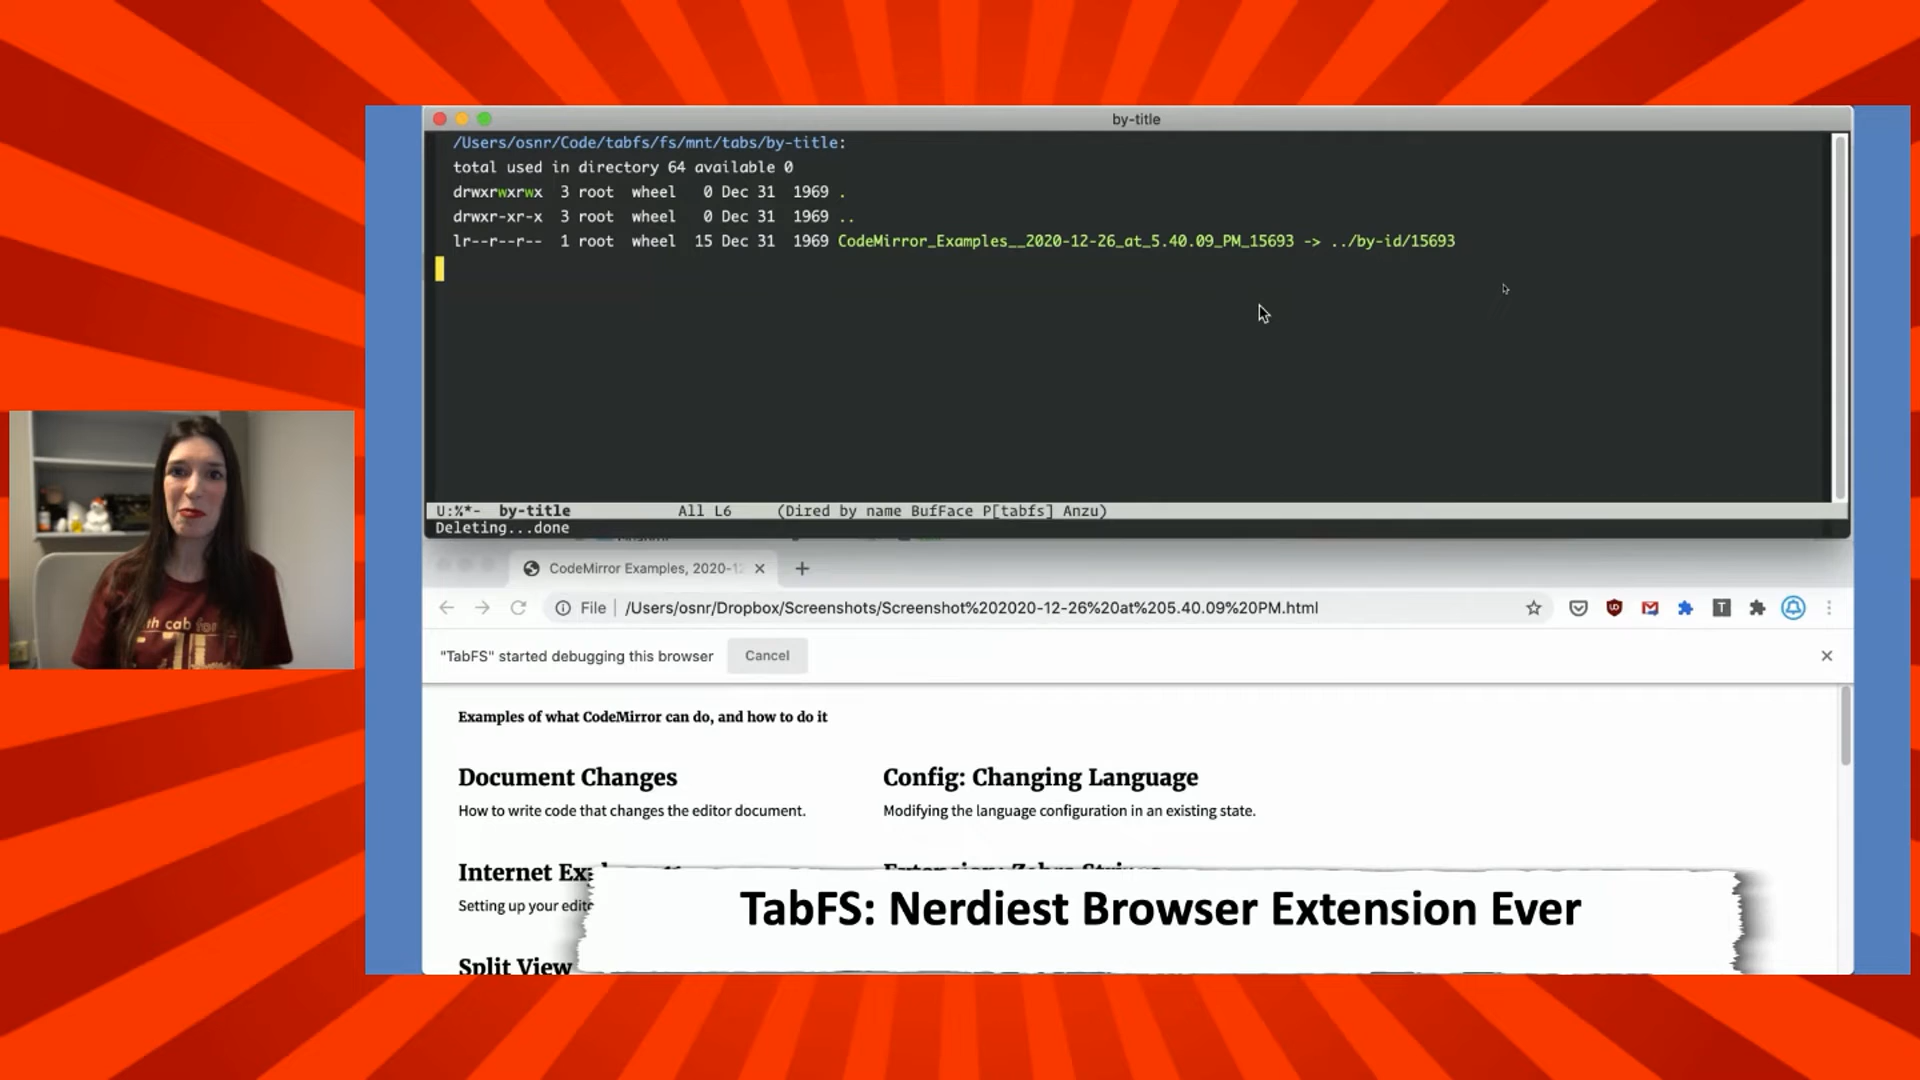 by-title
/Users/osnr/Code/tabfs/fs/mnt/tabs/by-title:
total used in directory 64 available 0
drwxrwxrwx 3 root wheel 0 Dec 31 1969 .
drwxr-xr-x 3 root wheel 0 Dec 31 1969 ..
lr--r--r-- 1 root wheel 15 Dec 31 1969 CodeMirror_Examples__2020-12-26_at_5.40.09_PM_15693 -> ../by-id/15693
U:%*- by-title All L6 (Dired by name BufFace P[tabfs] Anzu)
Deleting...done
CodeMirror Examples, 2020-12
File | /Users/osnr/Dropbox/Screenshots/Screenshot%202020-12-26%20at%205.40.09%20PM.html
T
"TabFS" started debugging this browser Cancel
th cab for
Examples of what CodeMirror can do, and how to do it
Document Changes
How to write code that changes the editor document.
Config: Changing Language
Modifying the language configuration in an existing state.
Internet
Setting up your
Split View
TabFS: Nerdiest Browser Extension Ever